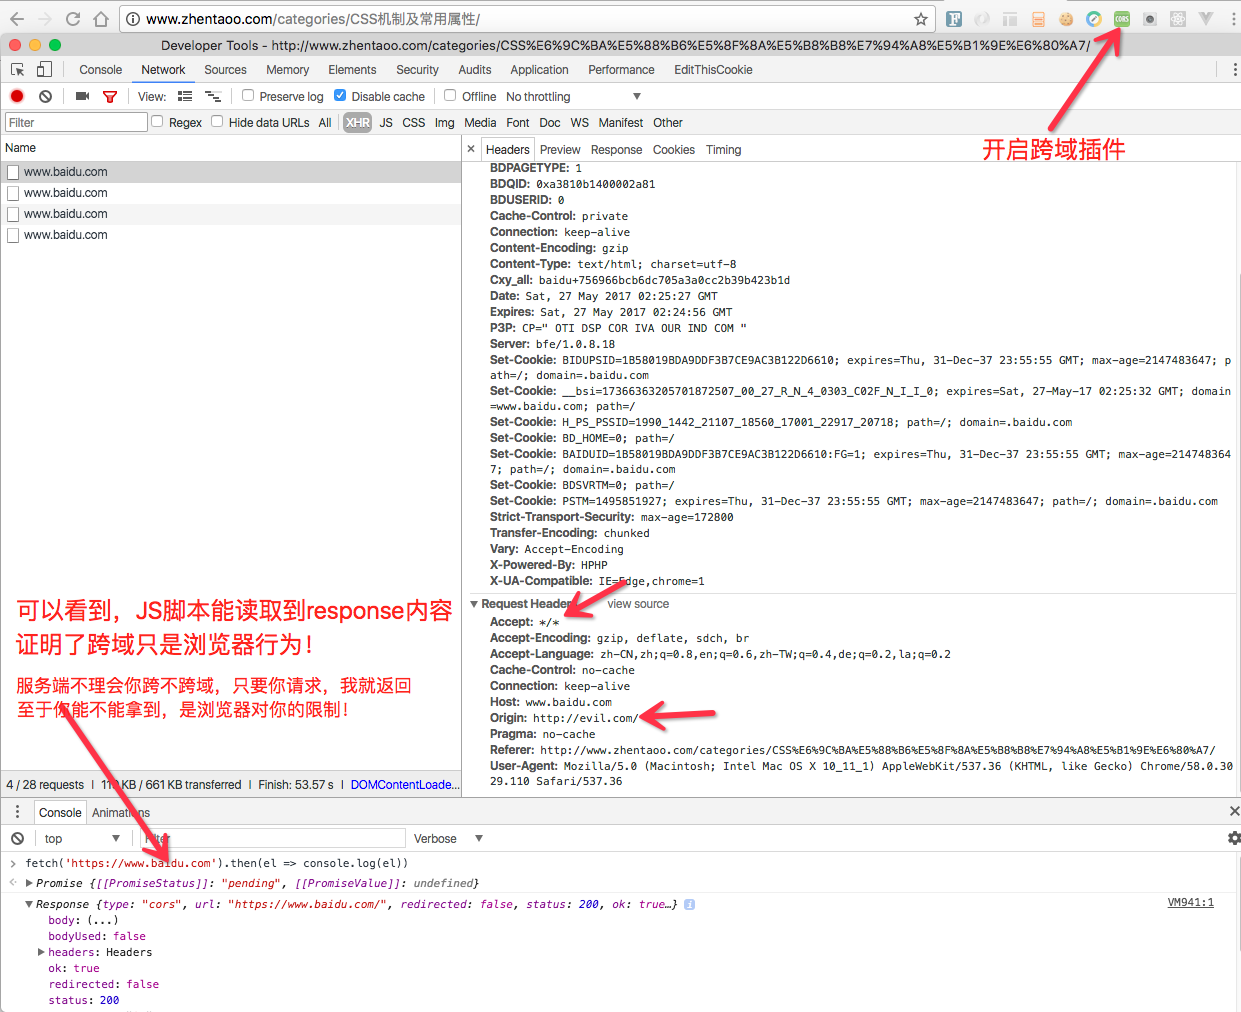 www.zhentaoo.com/categories/CSS机制及常用属性/
CORS
Developer Tools - http://www.zhentaoo.com/categories/CSS%E6%9C%BA%E5%88%B6%E5%8F%8A%E5%B8%B8%E7%94%A8%E5%B1%9E%E6%80%A7/
Console Network Sources Memory Elements Security Audits Application Performance EditThisCookie
View: Preserve log Disable cache Offline No throttling
Filter Regex Hide data URLs All XHR JS CSS Img Media Font Doc WS Manifest Other
开启跨域插件
Name
www.baidu.com
www.baidu.com
www.baidu.com
www.baidu.com
Headers Preview Response Cookies Timing
BDPAGETYPE: 1
BDQID: 0xa3810b1400002a81
BDUSERID: 0
Cache-Control: private
Connection: keep-alive
Content-Encoding: gzip
Content-Type: text/html; charset=utf-8
Cxy_all: baidu+756966bcb6dc705a3a0cc2b39b423b1d
Date: Sat, 27 May 2017 02:25:27 GMT
Expires: Sat, 27 May 2017 02:24:56 GMT
P3P: CP=" OTI DSP COR IVA OUR IND COM "
Server: bfe/1.0.8.18
Set-Cookie: BIDUPSID=1B58019BDA9DDF3B7CE9AC3B122D6610; expires=Thu, 31-Dec-37 23:55:55 GMT; max-age=2147483647; p
ath=/; domain=.baidu.com
Set-Cookie: __bsi=17366363205701872507_00_27_R_N_4_0303_C02F_N_I_I_0; expires=Sat, 27-May-17 02:25:32 GMT; domain
=www.baidu.com; path=/
Set-Cookie: H_PS_PSSID=1990_1442_21107_18560_17001_22917_20718; path=/; domain=.baidu.com
Set-Cookie: BD_HOME=0; path=/
Set-Cookie: BAIDUID=1B58019BDA9DDF3B7CE9AC3B122D6610:FG=1; expires=Thu, 31-Dec-37 23:55:55 GMT; max-age=214748364
7; path=/; domain=.baidu.com
Set-Cookie: BDSVRTM=0; path=/
Set-Cookie: PSTM=1495851927; expires=Thu, 31-Dec-37 23:55:55 GMT; max-age=2147483647; path=/; domain=.baidu.com
Strict-Transport-Security: max-age=172800
Transfer-Encoding: chunked
Vary: Accept-Encoding
X-Powered-By: HPHP
X-UA-Compatible: IE=Edge,chrome=1
Request Headers view source
Accept: */*
Accept-Encoding: gzip, deflate, sdch, br
Accept-Language: zh-CN,zh;q=0.8,en;q=0.6,zh-TW;q=0.4,de;q=0.2,la;q=0.2
Cache-Control: no-cache
Connection: keep-alive
Host: www.baidu.com
Origin: http://evil.com/
Pragma: no-cache
Referer: http://www.zhentaoo.com/categories/CSS%E6%9C%BA%E5%88%B6%E5%8F%8A%E5%B8%B8%E7%94%A8%E5%B1%9E%E6%80%A7/
User-Agent: Mozilla/5.0 (Macintosh; Intel Mac OS X 10_11_1) AppleWebKit/537.36 (KHTML, like Gecko) Chrome/58.0.30
29.110 Safari/537.36
可以看到，JS脚本能读取到response内容
证明了跨域只是浏览器行为！
服务端不理会你跨不跨域，只要你请求，我就返回
至于你能不能拿到，是浏览器对你的限制！
4 / 28 requests | KB / 661 KB transferred | Finish: 53.57 s | DOMContentLoade...
Console Animations
top Filter Verbose
fetch('https://www.baidu.com').then(el => console.log(el))
Promise {[[PromiseStatus]]: "pending", [[PromiseValue]]: undefined}
Response {type: "cors", url: "https://www.baidu.com/", redirected: false, status: 200, ok: true…} VM941:1
body: (...)
bodyUsed: false
headers: Headers
ok: true
redirected: false
status: 200